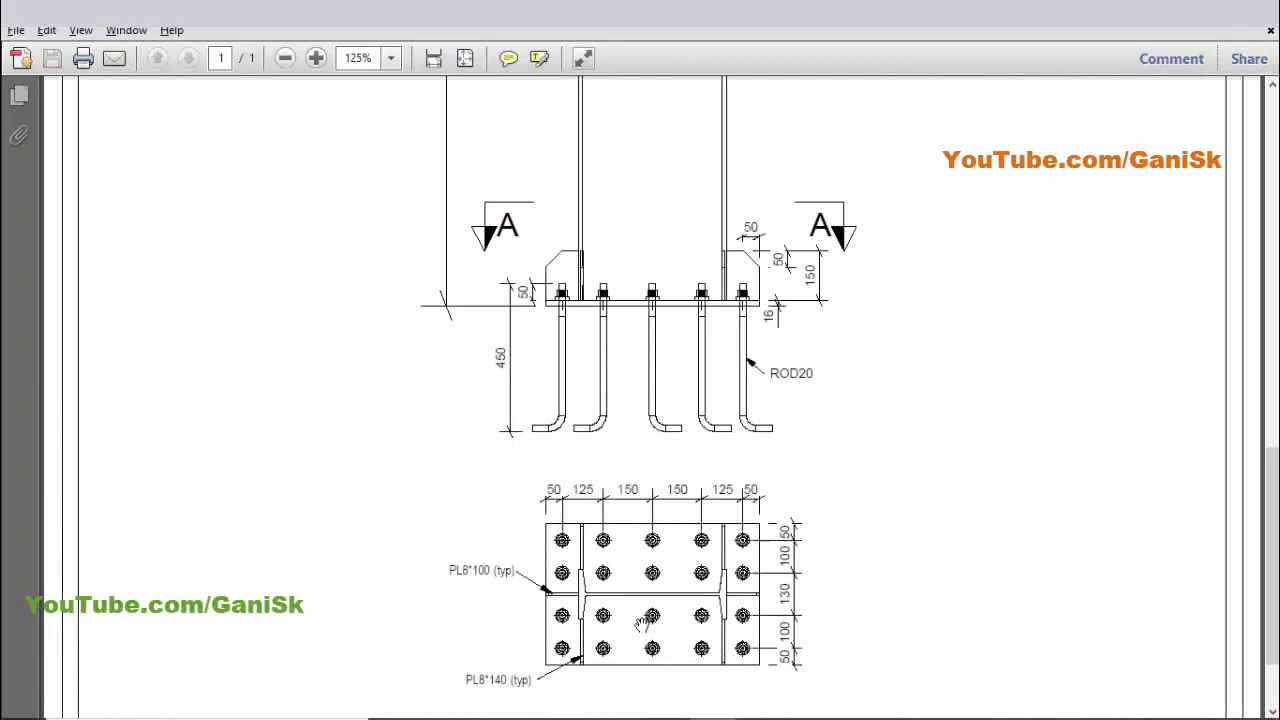 File Edit View Window Help
1 / 1 125% Comment Share
YouTube.com/GaniSk
A A
50
50
150
50
16
450
ROD20
50 125 150 150 125 50
50
100
130
100
50
PL8*100 (typ)
YouTube.com/GaniSk
PL8*140 (typ)